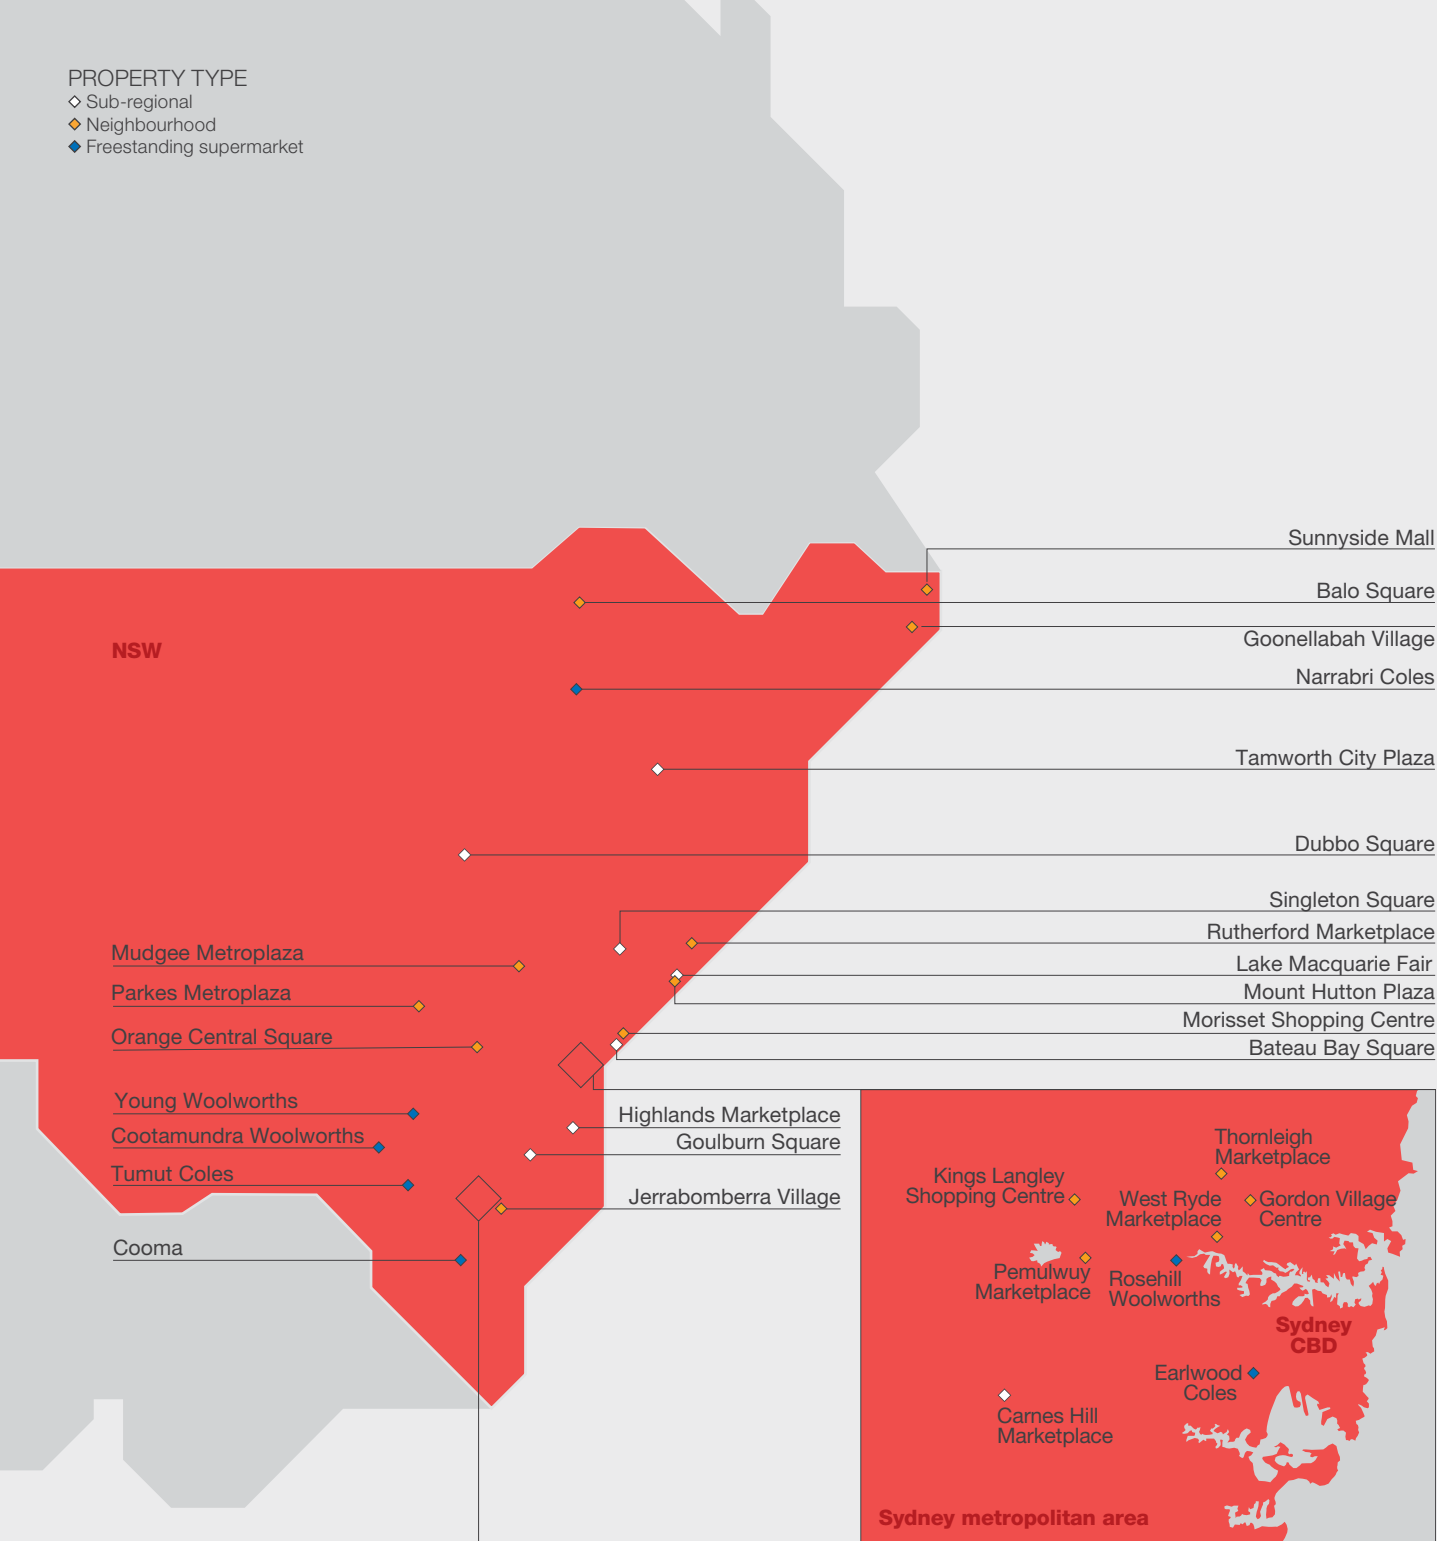 PROPERTY TYPE
Sub-regional
Neighbourhood
Freestanding supermarket
NSW
Sunnyside Mall
Balo Square
Goonellabah Village
Narrabri Coles
Tamworth City Plaza
Dubbo Square
Singleton Square
Rutherford Marketplace
Lake Macquarie Fair
Mount Hutton Plaza
Morisset Shopping Centre
Bateau Bay Square
Mudgee Metroplaza
Parkes Metroplaza
Orange Central Square
Young Woolworths
Cootamundra Woolworths
Tumut Coles
Cooma
Highlands Marketplace
Goulburn Square
Jerrabomberra Village
Thornleigh
Marketplace
Kings Langley
Shopping Centre
West Ryde
Marketplace
Gordon Village
Centre
Pemulwuy
Marketplace
Rosehill
Woolworths
Sydney
CBD
Earlwood
Coles
Carnes Hill
Marketplace
Sydney metropolitan area